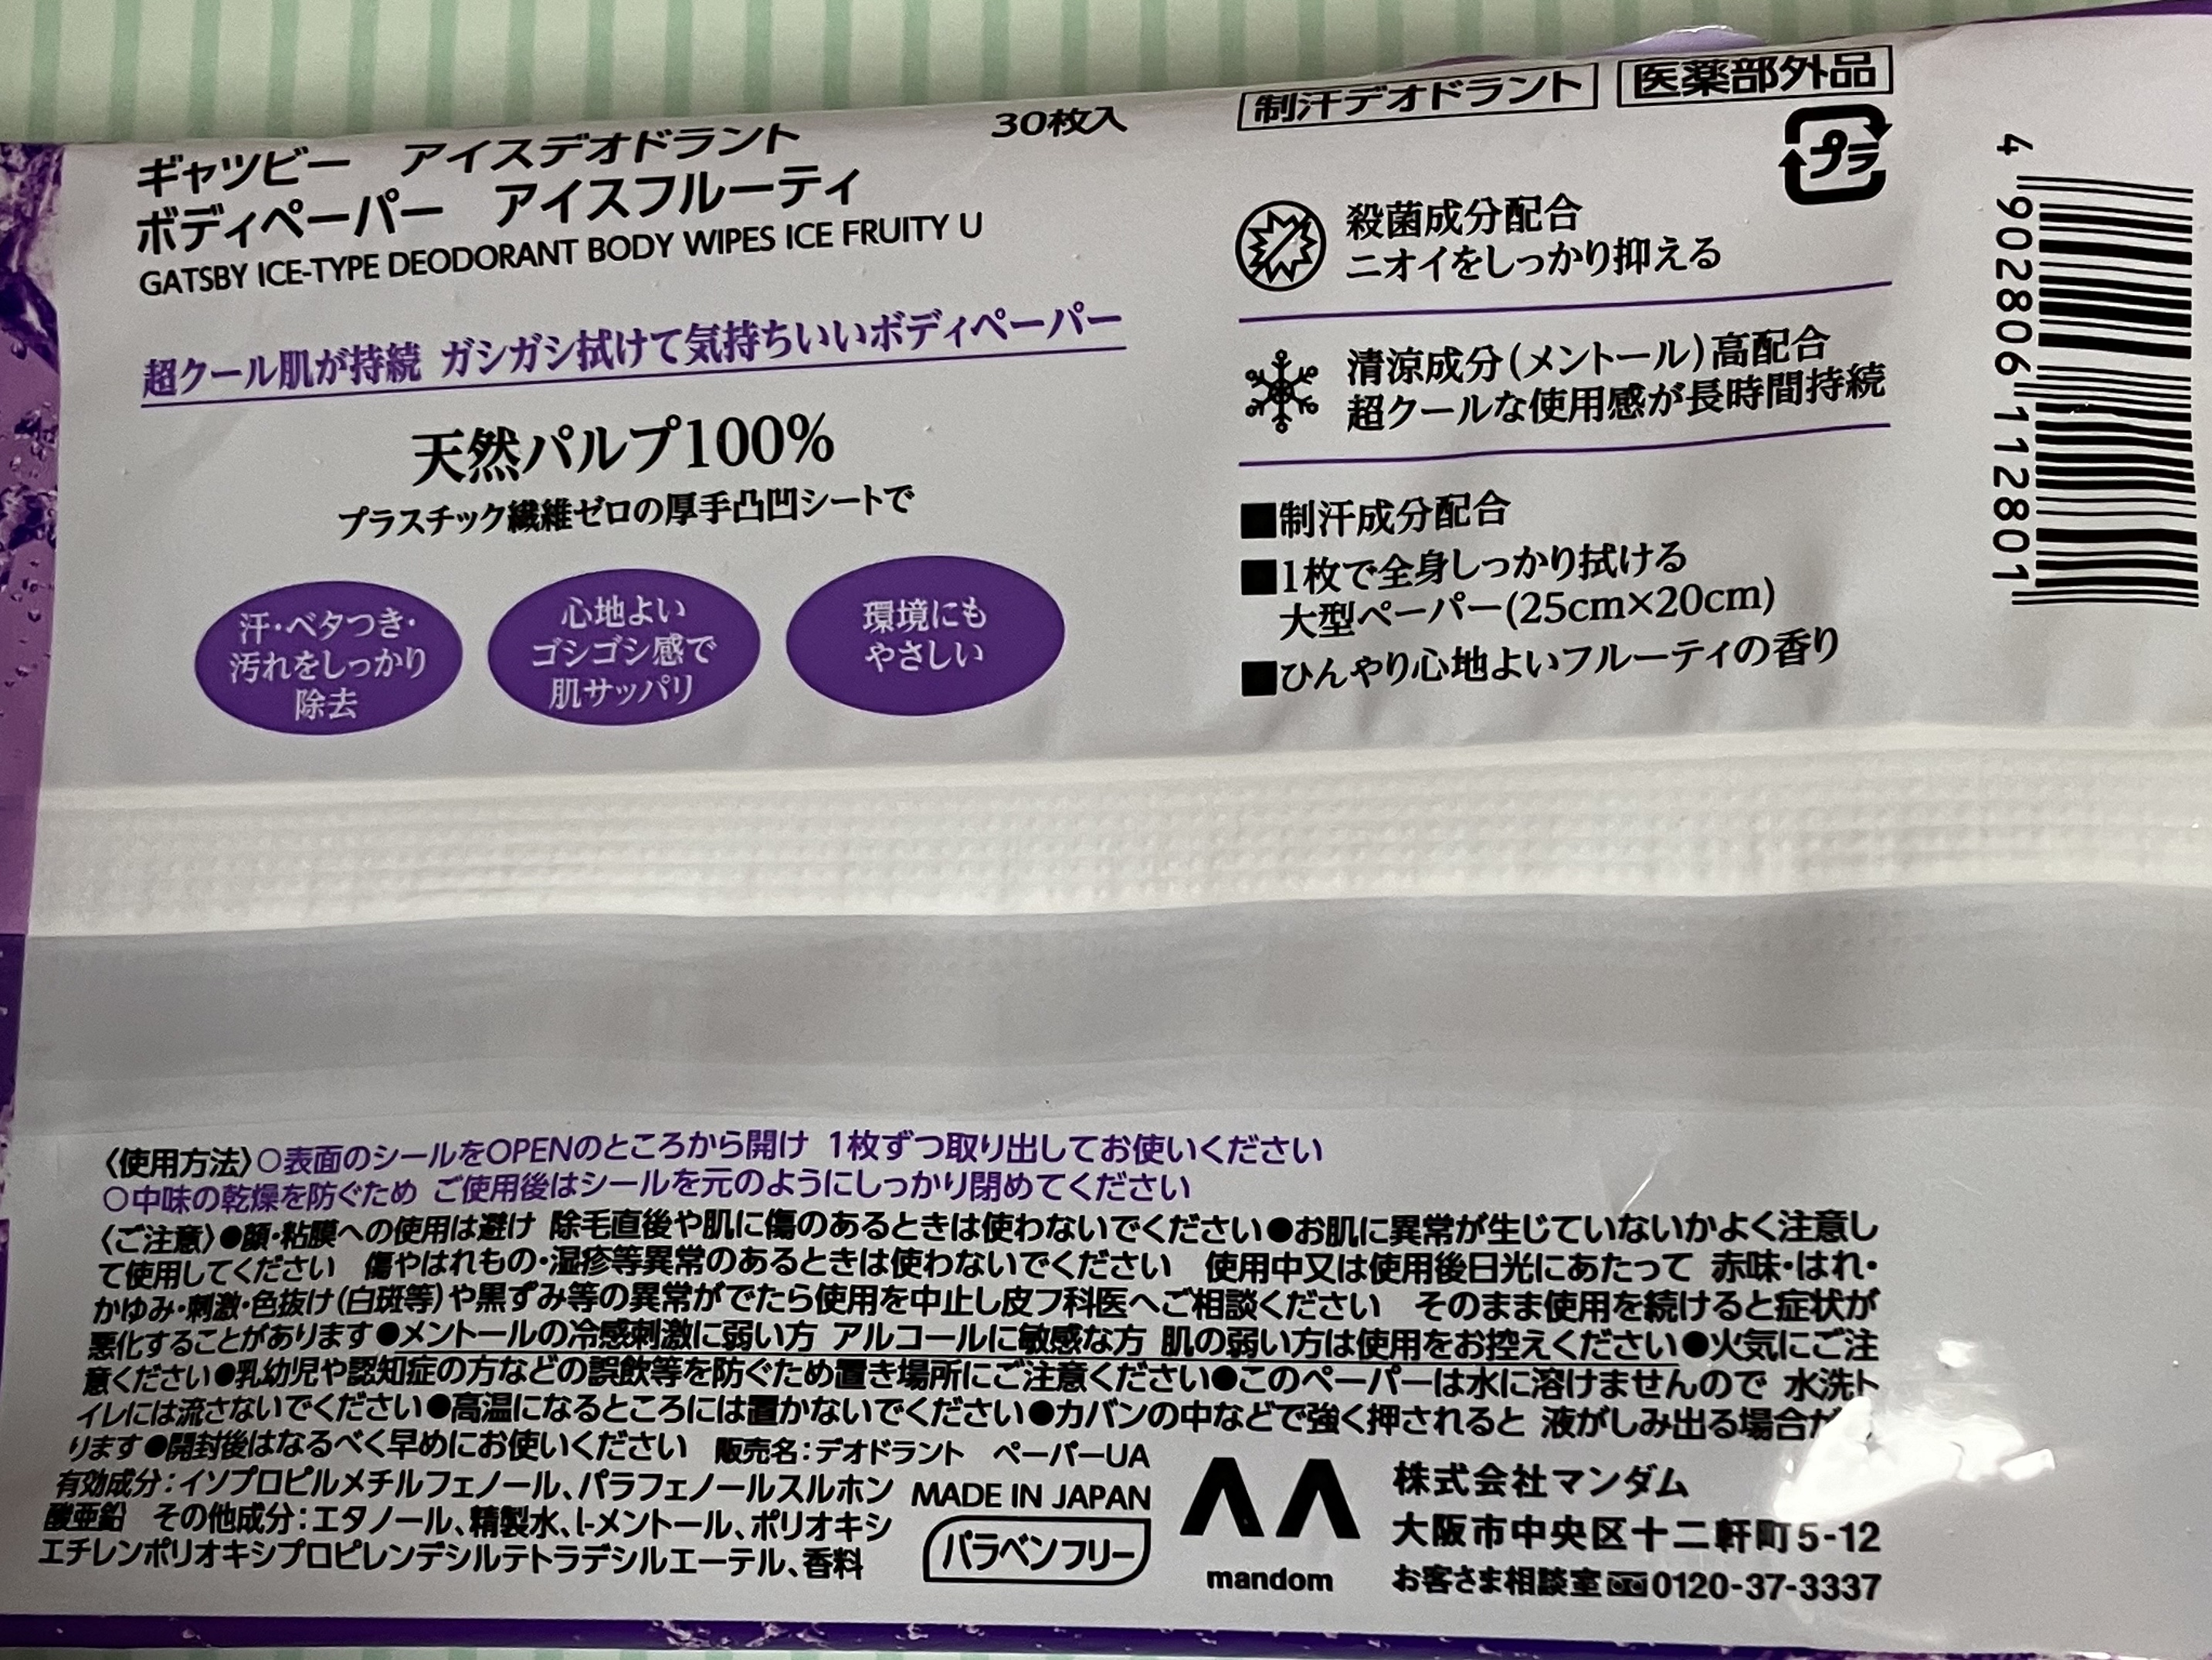 ギャツビー　アイスデオドラント
ボディペーパー　アイスフルーティ
30枚入
GATSBY ICE-TYPE DEODORANT BODY WIPES ICE FRUITY U
超クール肌が持続 ガシガシ拭けて気持ちいいボディペーパー
天然パルプ100%
プラスチック繊維ゼロの厚手凸凹シートで
汗・ベタつき・
汚れをしっかり
除去
心地よい
ゴシゴシ感で
肌サッパリ
環境にも
やさしい
制汗デオドラント 医薬部外品
プラ
殺菌成分配合
ニオイをしっかり抑える
清涼成分(メントール)高配合
超クールな使用感が長時間持続
■制汗成分配合
■1枚で全身しっかり拭ける
大型ペーパー(25cm×20cm)
■ひんやり心地よいフルーティの香り
4 902806 112801
〈使用方法〉○表面のシールをOPENのところから開け 1枚ずつ取り出してお使いください
○中味の乾燥を防ぐため ご使用後はシールを元のようにしっかり閉めてください
〈ご注意〉●顔・粘膜への使用は避け 除毛直後や肌に傷のあるときは使わないでください●お肌に異常が生じていないかよく注意し
て使用してください　傷やはれもの・湿疹等異常のあるときは使わないでください　使用中又は使用後日光にあたって 赤味・はれ・
かゆみ・刺激・色抜け(白斑等)や黒ずみ等の異常がでたら使用を中止し皮フ科医へご相談ください　そのまま使用を続けると症状が
悪化することがあります●メントールの冷感刺激に弱い方 アルコールに敏感な方 肌の弱い方は使用をお控えください●火気にご注
意ください●乳幼児や認知症の方などの誤飲等を防ぐため置き場所にご注意ください●このペーパーは水に溶けませんので 水洗ト
イレには流さないでください●高温になるところには置かないでください●カバンの中などで強く押されると 液がしみ出る場合が
ります●開封後はなるべく早めにお使いください　販売名:デオドラント　ペーパーUA
有効成分:イソプロピルメチルフェノール、パラフェノールスルホン
酸亜鉛　その他成分:エタノール、精製水、l-メントール、ポリオキシ
エチレンポリオキシプロピレンデシルテトラデシルエーテル、香料
MADE IN JAPAN
パラベンフリー
mandom
株式会社マンダム
大阪市中央区十二軒町5-12
お客さま相談室 0120-37-3337